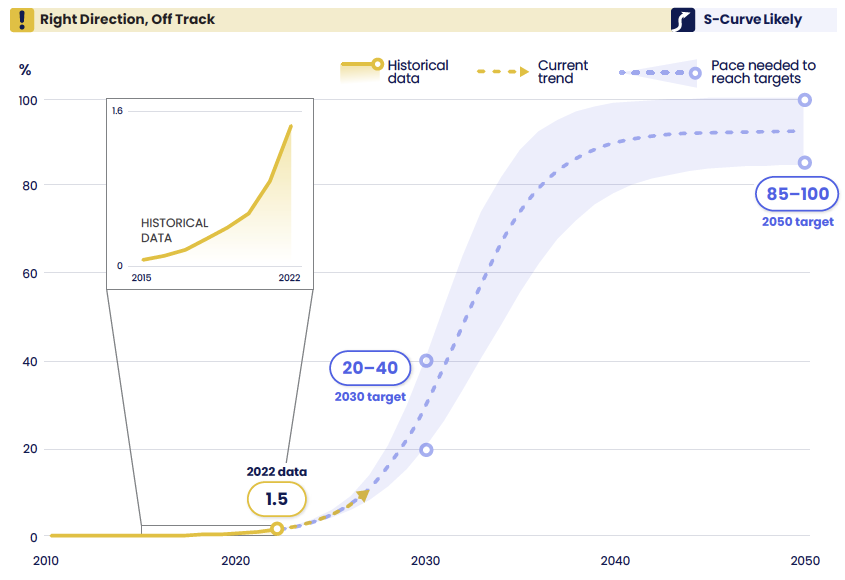 ! Right Direction, Off Track
S-Curve Likely
%
Historical
data
Current
trend
Pace needed to
reach targets
100
80
60
40
20
0
1.6
HISTORICAL
DATA
0
2015
2022
85–100
2050 target
20–40
2030 target
2022 data
1.5
2010
2020
2030
2040
2050